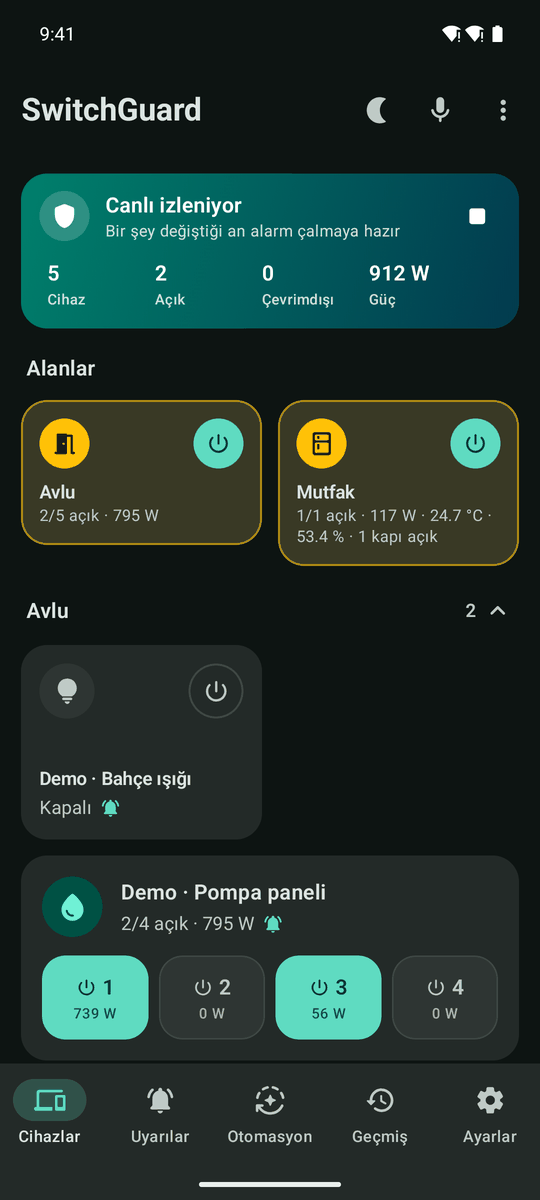 9:41
SwitchGuard
Canlı izleniyor
Bir şey değiştiği an alarm çalmaya hazır
5 2 0 912 W
Cihaz Açık Çevrimdışı Güç
Alanlar
Avlu
2/5 açık · 795 W
Mutfak
1/1 açık · 117 W · 24.7 °C ·
53.4 % · 1 kapı açık
Avlu 2
Demo · Bahçe ışığı
Kapalı
Demo · Pompa paneli
2/4 açık · 795 W
1 2 3 4
739 W 0 W 56 W 0 W
Cihazlar Uyarılar Otomasyon Geçmiş Ayarlar